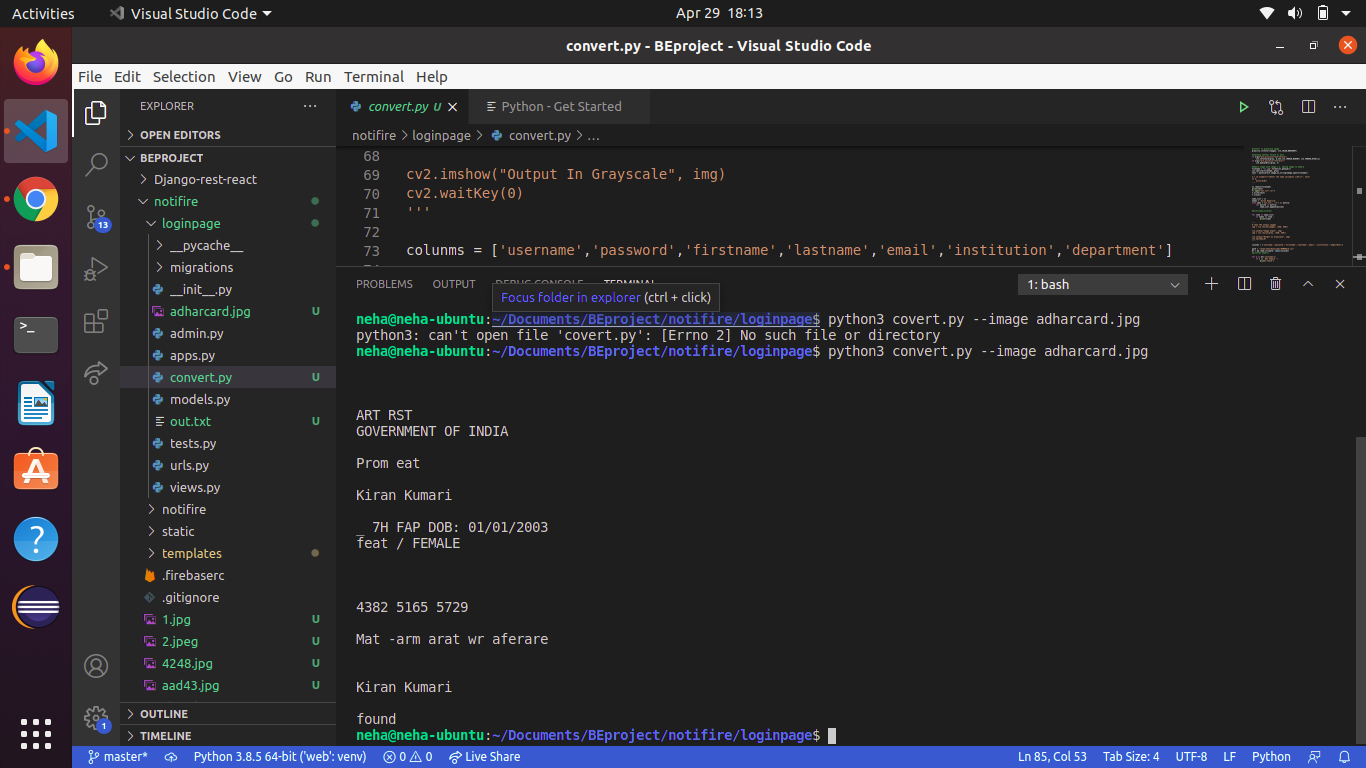 Activities
Visual Studio Code
Apr 29 18:13
convert.py - BEproject - Visual Studio Code
File Edit Selection View Go Run Terminal Help
EXPLORER
OPEN EDITORS
BEPROJECT
Django-rest-react
notifire
loginpage
__pycache__
migrations
__init__.py
adharcard.jpg U
admin.py
apps.py
convert.py U
models.py
out.txt U
tests.py
urls.py
views.py
notifire
static
templates
.firebaserc
.gitignore
1.jpg U
2.jpeg U
4248.jpg U
aad43.jpg U
OUTLINE
TIMELINE
13
1
convert.py U
Python - Get Started
notifire > loginpage > convert.py > ...
68
69 cv2.imshow("Output In Grayscale", img)
70 cv2.waitKey(0)
71 '''
72
73 colunms = ['username','password','firstname','lastname','email','institution','department']
PROBLEMS OUTPUT DEBUG CONSOLE TERMINAL
1: bash
Focus folder in explorer (ctrl + click)
neha@neha-ubuntu:~/Documents/BEproject/notifire/loginpage$ python3 covert.py --image adharcard.jpg
python3: can't open file 'covert.py': [Errno 2] No such file or directory
neha@neha-ubuntu:~/Documents/BEproject/notifire/loginpage$ python3 convert.py --image adharcard.jpg
ART RST
GOVERNMENT OF INDIA
Prom eat
Kiran Kumari
_ 7H FAP DOB: 01/01/2003
feat / FEMALE
4382 5165 5729
Mat -arm arat wr aferare
Kiran Kumari
found
neha@neha-ubuntu:~/Documents/BEproject/notifire/loginpage$
master* Python 3.8.5 64-bit ('web': venv) 0 0 Live Share Ln 85, Col 53 Tab Size: 4 UTF-8 LF Python